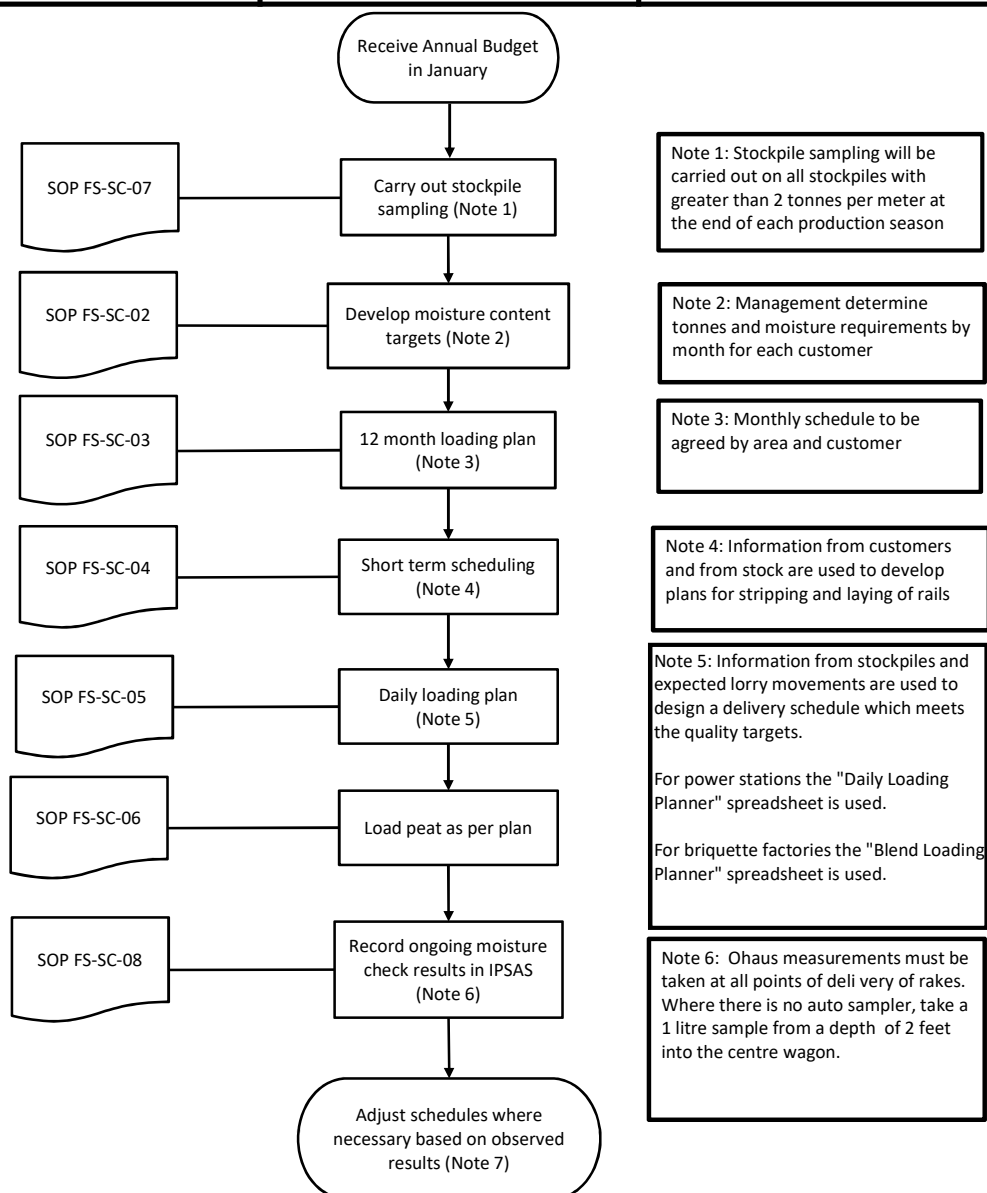 Receive Annual Budget
in January
SOP FS-SC-07
Carry out stockpile
sampling (Note 1)
Note 1: Stockpile sampling will be
carried out on all stockpiles with
greater than 2 tonnes per meter at
the end of each production season
SOP FS-SC-02
Develop moisture content
targets (Note 2)
Note 2: Management determine
tonnes and moisture requirements by
month for each customer
SOP FS-SC-03
12 month loading plan
(Note 3)
Note 3: Monthly schedule to be
agreed by area and customer
SOP FS-SC-04
Short term scheduling
(Note 4)
Note 4: Information from customers
and from stock are used to develop
plans for stripping and laying of rails
SOP FS-SC-05
Daily loading plan
(Note 5)
Note 5: Information from stockpiles and
expected lorry movements are used to
design a delivery schedule which meets
the quality targets.
For power stations the "Daily Loading
Planner" spreadsheet is used.
For briquette factories the "Blend Loading
Planner" spreadsheet is used.
SOP FS-SC-06
Load peat as per plan
SOP FS-SC-08
Record ongoing moisture
check results in IPSAS
(Note 6)
Note 6:  Ohaus measurements must be
taken at all points of deli very of rakes.
Where there is no auto sampler, take a
1 litre sample from a depth  of 2 feet
into the centre wagon.
Adjust schedules where
necessary based on observed
results (Note 7)